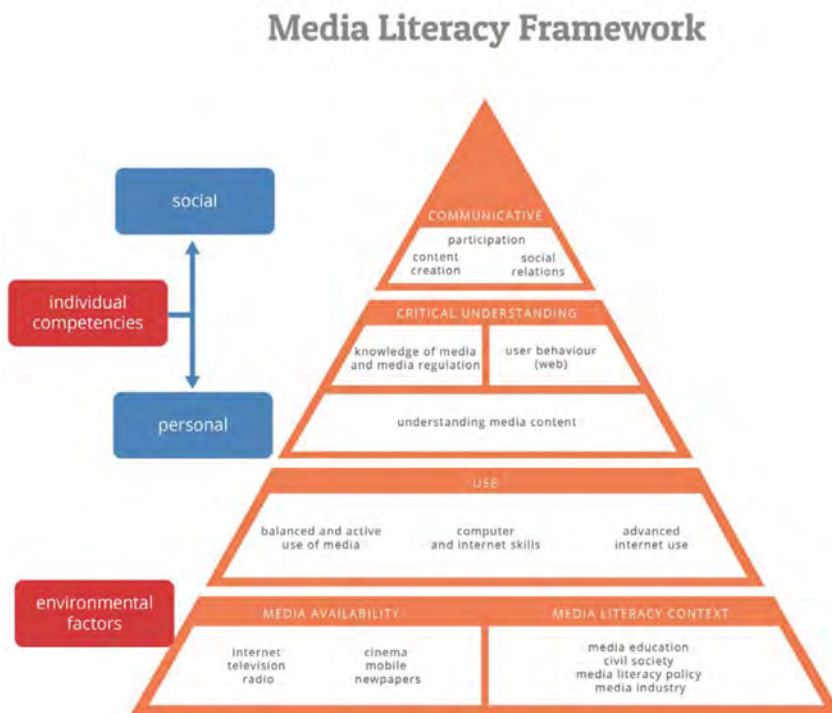 Media Literacy Framework
social
individual
competencies
personal
environmental
factors
COMMUNICATIVE
participation
content
creation
social
relations
CRITICAL UNDERSTANDING
knowledge of media
and media regulation
user behaviour
(web)
understanding media content
USE
balanced and active
use of media
computer
and internet skills
advanced
internet use
MEDIA AVAILABILITY
internet
television
radio
cinema
mobile
newpapers
MEDIA LITERACY CONTEXT
media education
civil society
media literacy policy
media industry